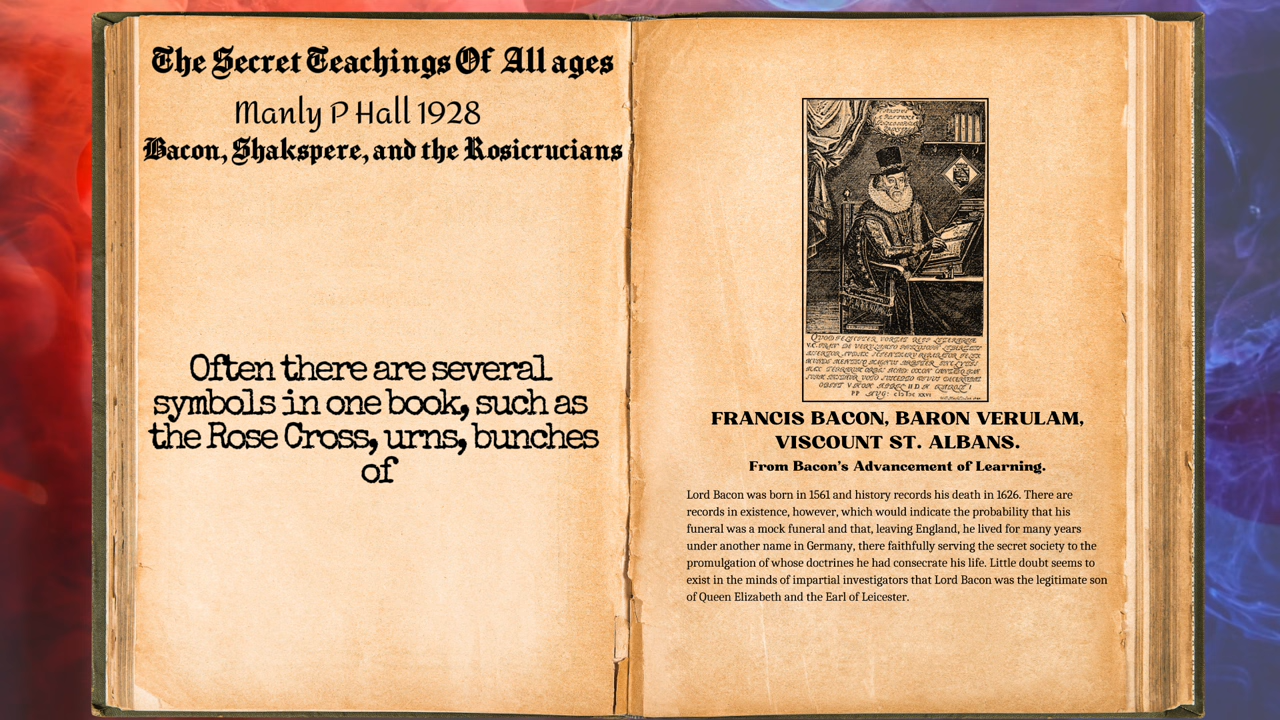 The Secret Teachings Of All ages
Manly P Hall 1928
Bacon, Shakspere, and the Rosicrucians
Often there are several
symbols in one book, such as
the Rose Cross, urns, bunches
of
FRANCIS BACON, BARON VERULAM,
VISCOUNT ST. ALBANS.
From Bacon's Advancement of Learning.
Lord Bacon was born in 1561 and history records his death in 1626. There are
records in existence, however, which would indicate the probability that his
funeral was a mock funeral and that, leaving England, he lived for many years
under another name in Germany, there faithfully serving the secret society to the
promulgation of whose doctrines he had consecrate his life. Little doubt seems to
exist in the minds of impartial investigators that Lord Bacon was the legitimate son
of Queen Elizabeth and the Earl of Leicester.